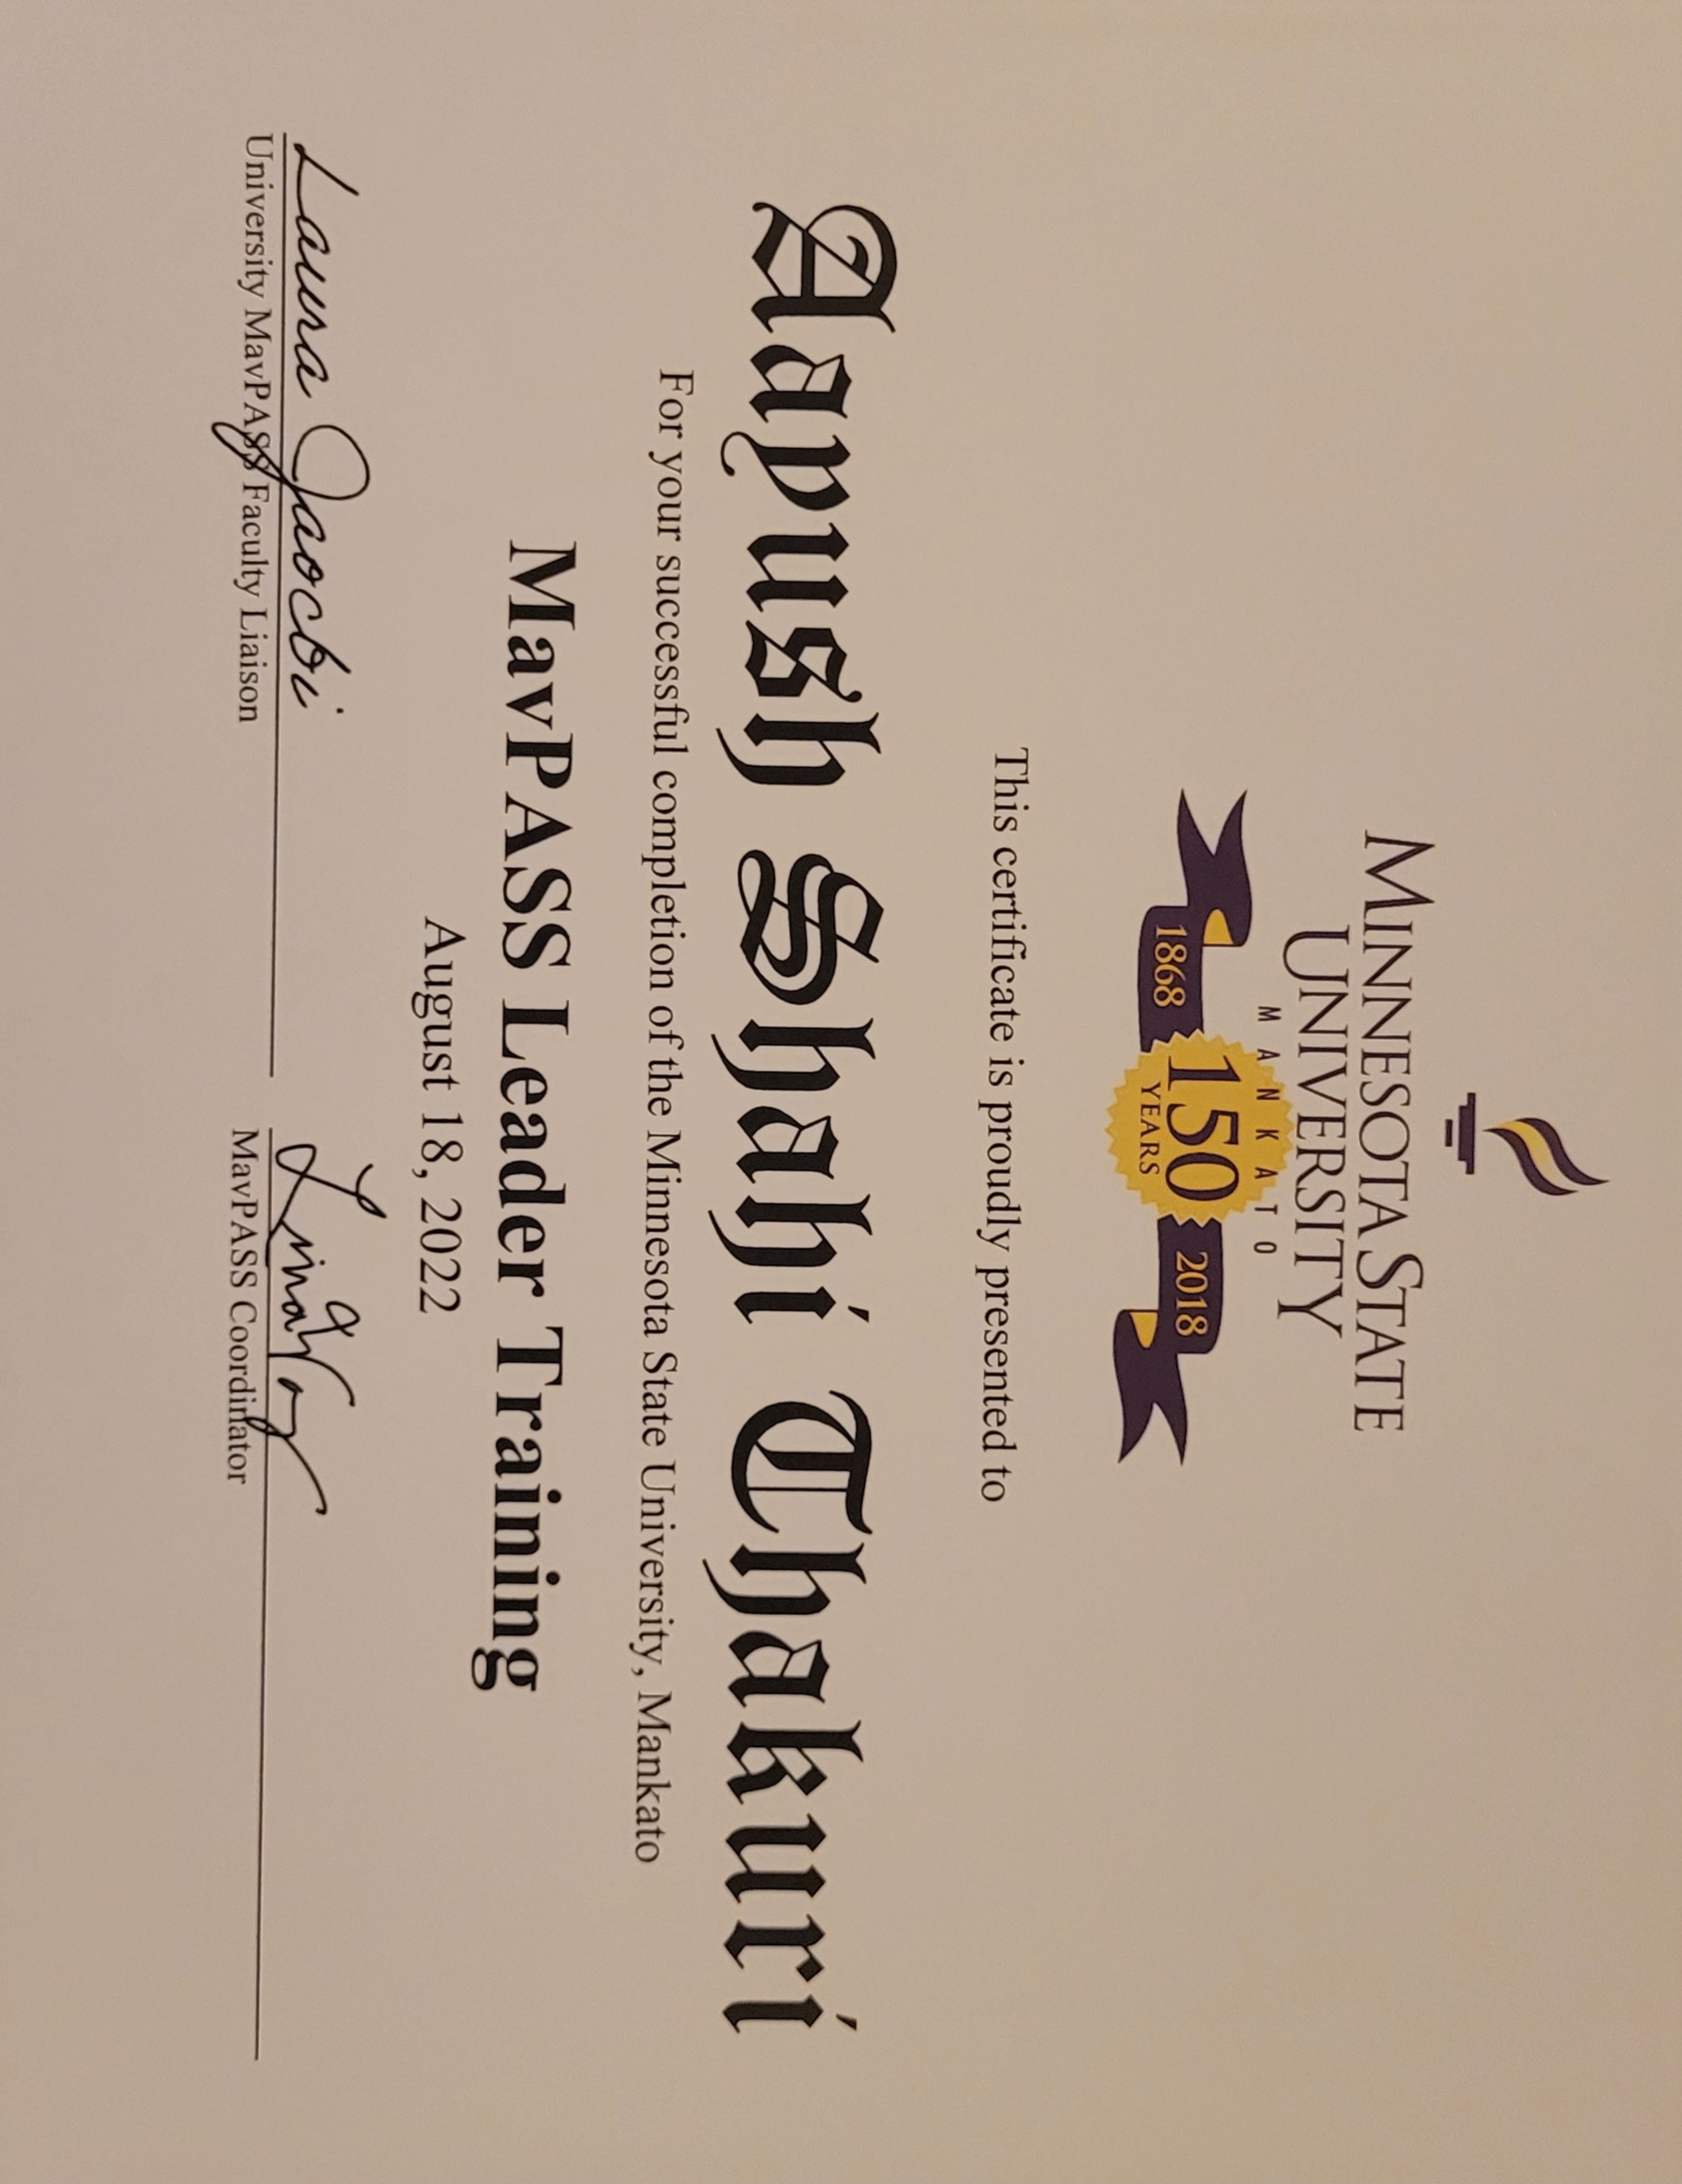 MINNESOTA STATE
UNIVERSITY
MANKATO
1868 150 2018
YEARS
This certificate is proudly presented to
Aayush Shahi Thakuri
For your successful completion of the Minnesota State University, Mankato
MavPASS Leader Training
August 18, 2022
Laura Jaocbi
University MavPASS Faculty Liaison
MavPASS Coordinator